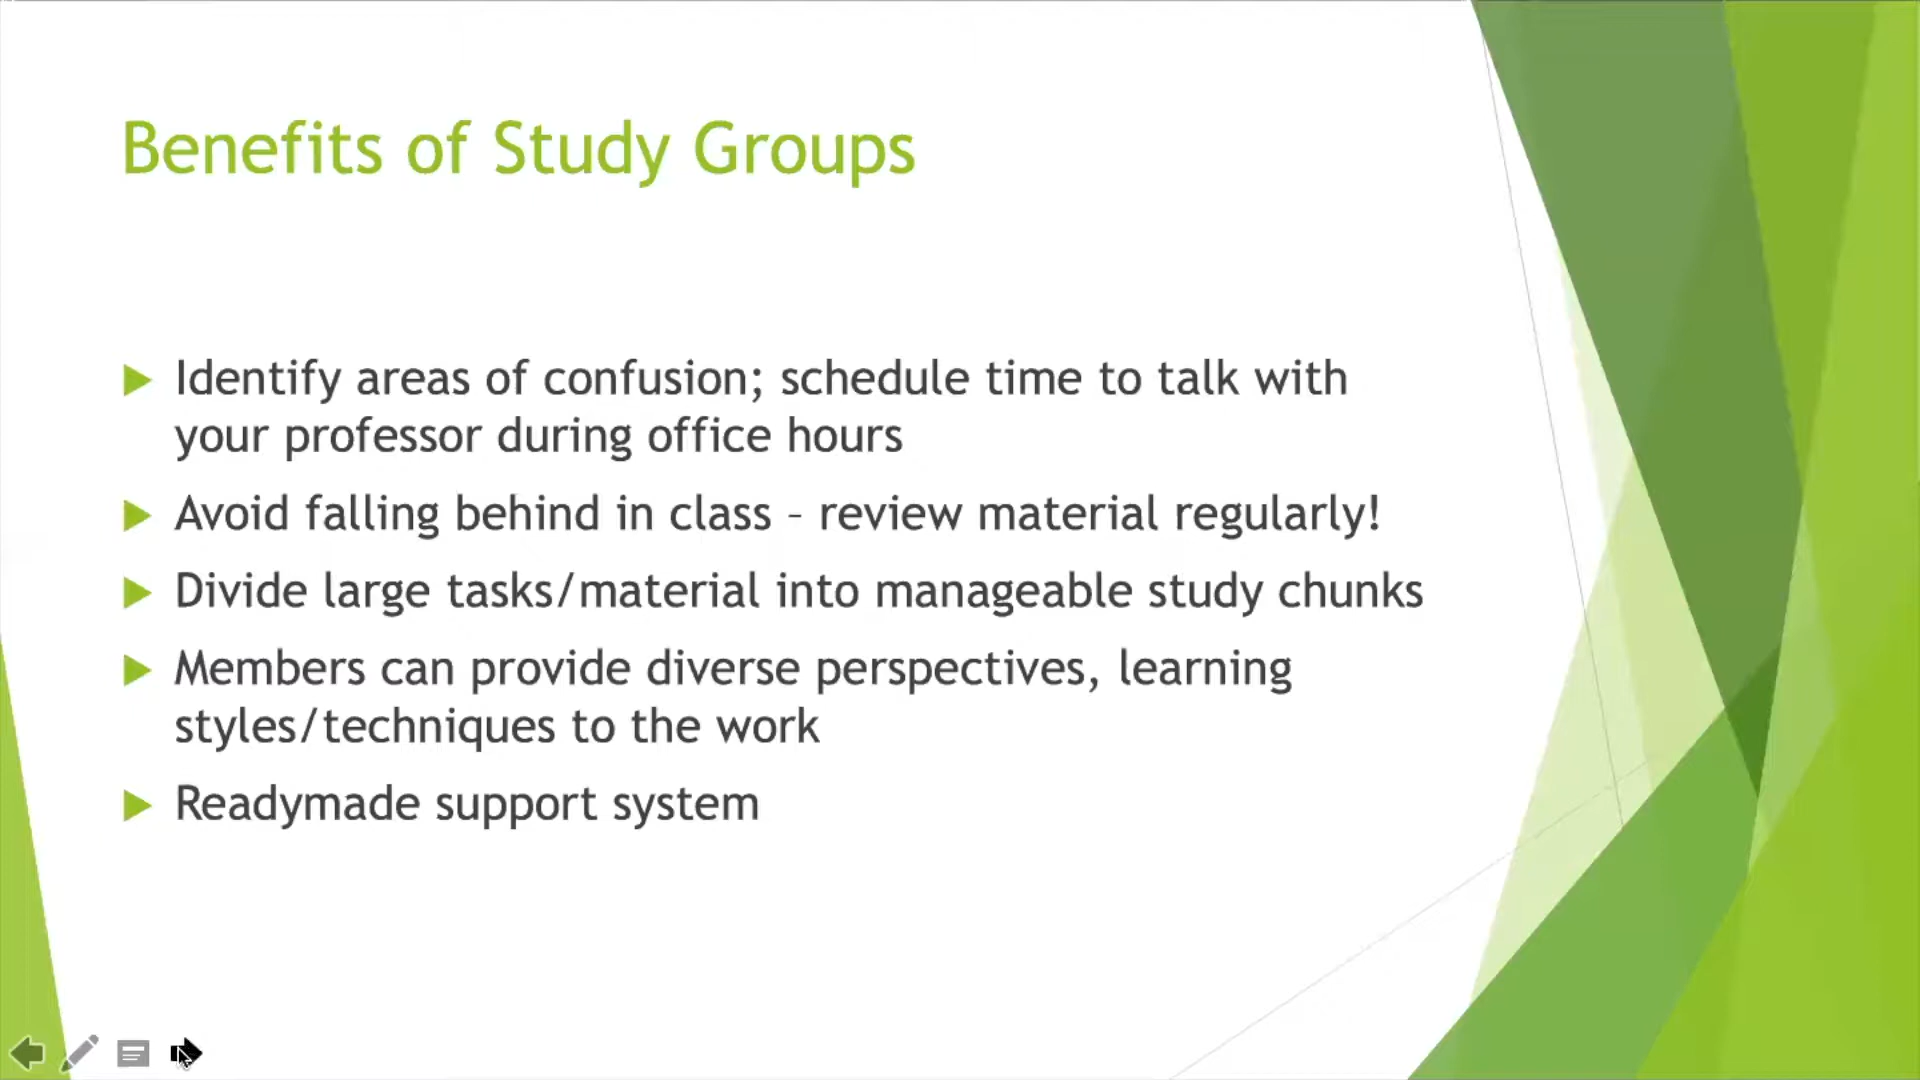 Benefits of Study Groups
Identify areas of confusion; schedule time to talk with
your professor during office hours
Avoid falling behind in class – review material regularly!
Divide large tasks/material into manageable study chunks
Members can provide diverse perspectives, learning
styles/techniques to the work
Readymade support system